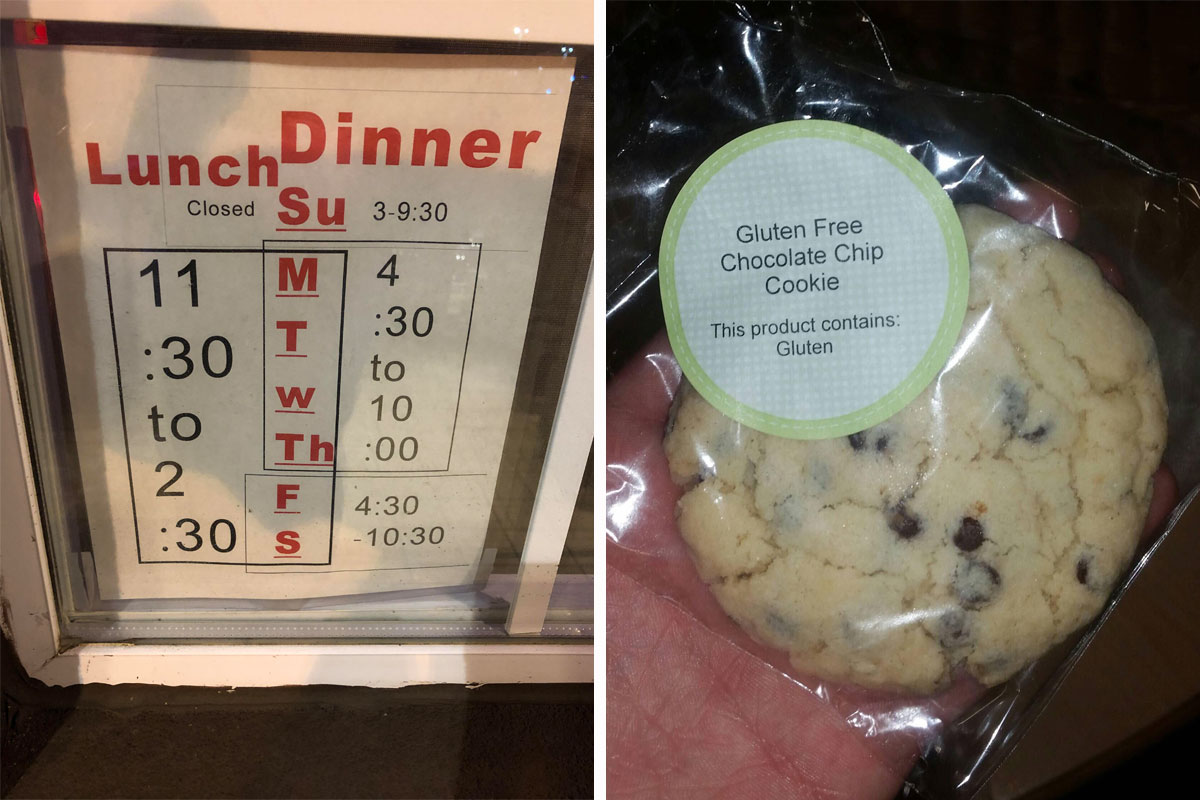 Lunch Dinner
Closed Su 3-9:30
11 M 4
:30 T :30
to W to
2 Th 10
:30 F :00
S 4:30
-10:30
Gluten Free
Chocolate Chip
Cookie
This product contains:
Gluten